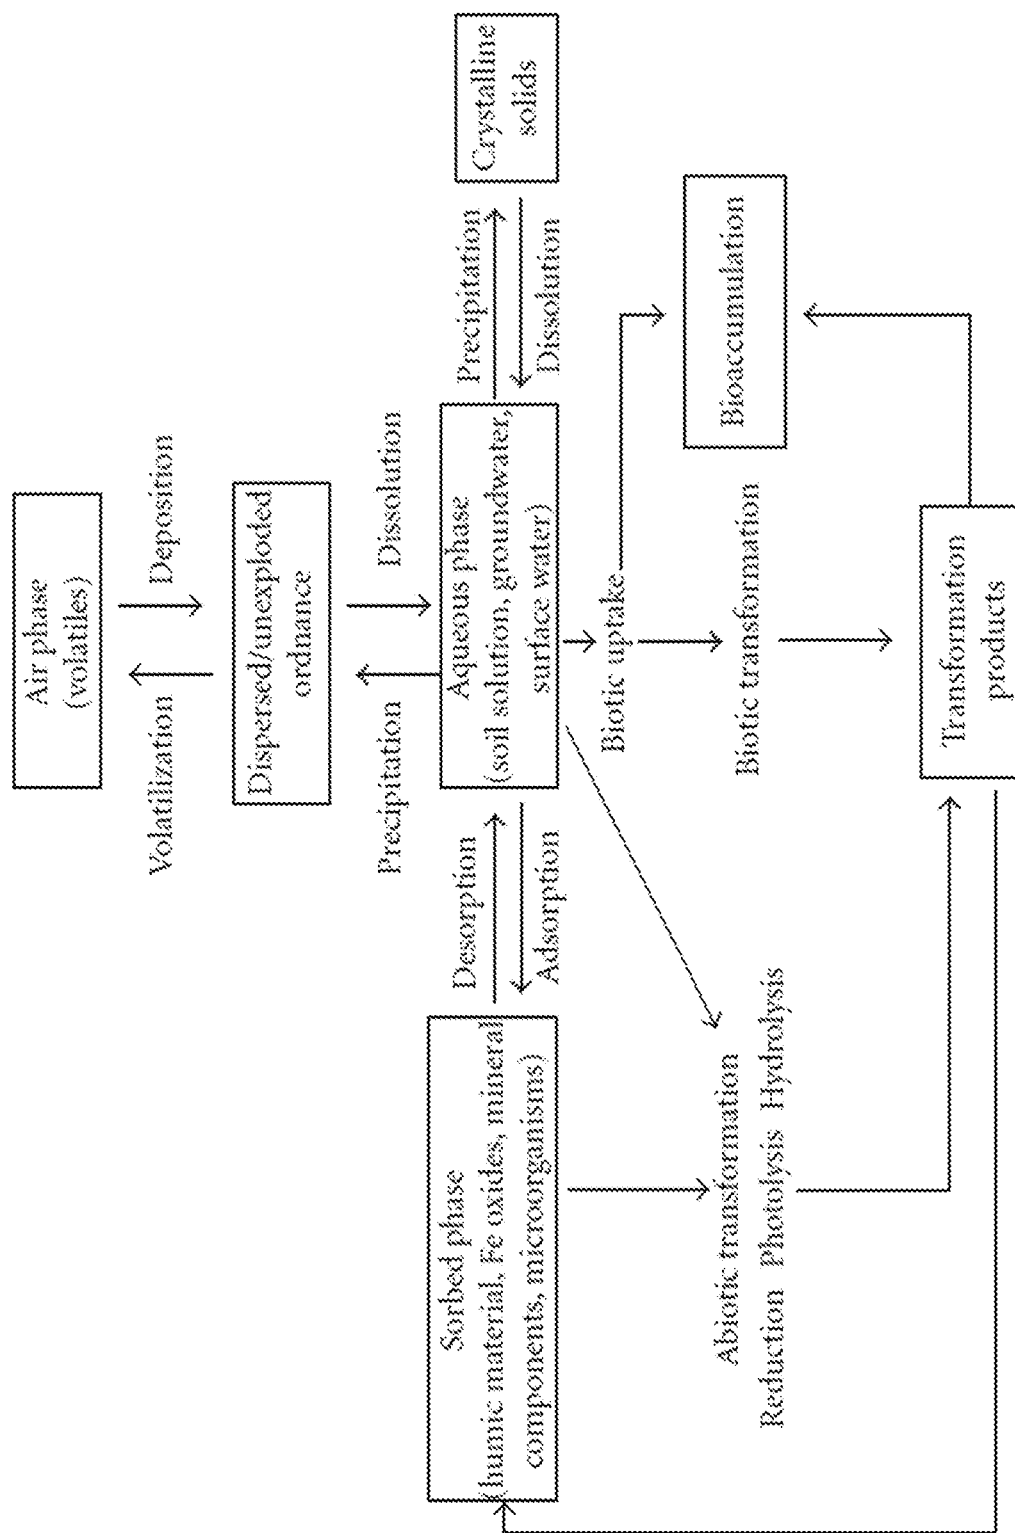 Air phase
(volatiles)
Volatilization
Deposition
Dispersed/unexploded
ordnance
Precipitation
Dissolution
Sorbed phase
(humic material, Fe oxides, mineral
components, microorganisms)
Desorption
Adsorption
Aqueous phase
(soil solution, groundwater,
surface water)
Precipitation
Dissolution
Crystalline
solids
Biotic uptake
Abiotic transformation
Reduction Photolysis Hydrolysis
Biotic transformation
Bioaccumulation
Transformation
products